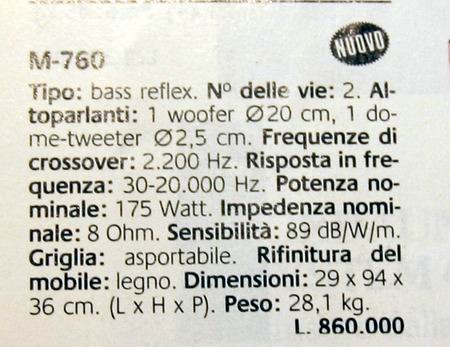 NUOVO
M-760
Tipo: bass reflex. Nº delle vie: 2. Al-
toparlanti: 1 woofer Ø20 cm, 1 do-
me-tweeter Ø2,5 cm. Frequenze di
crossover: 2.200 Hz. Risposta in fre-
quenza: 30-20.000 Hz. Potenza no-
minale: 175 Watt. Impedenza nomi-
nale: 8 Ohm. Sensibilità: 89 dB/W/m.
Griglia: asportabile. Rifinitura del
mobile: legno. Dimensioni: 29 x 94 x
36 cm. (L x H x P). Peso: 28,1 kg.
L. 860.000